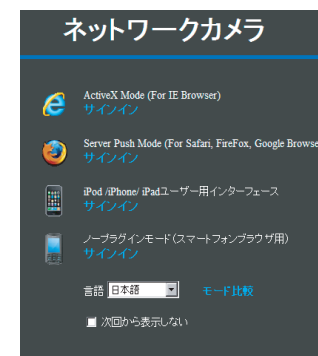 ネットワークカメラ
ActiveX Mode (For IE Browser)
サインイン
Server Push Mode (For Safari, FireFox, Google Browse
サインイン
iPod /iPhone/ iPadユーザー用インターフェース
サインイン
ノープラグインモード(スマートフォンブラウザ用)
サインイン
言語 日本語 モード比較
次回から表示しない